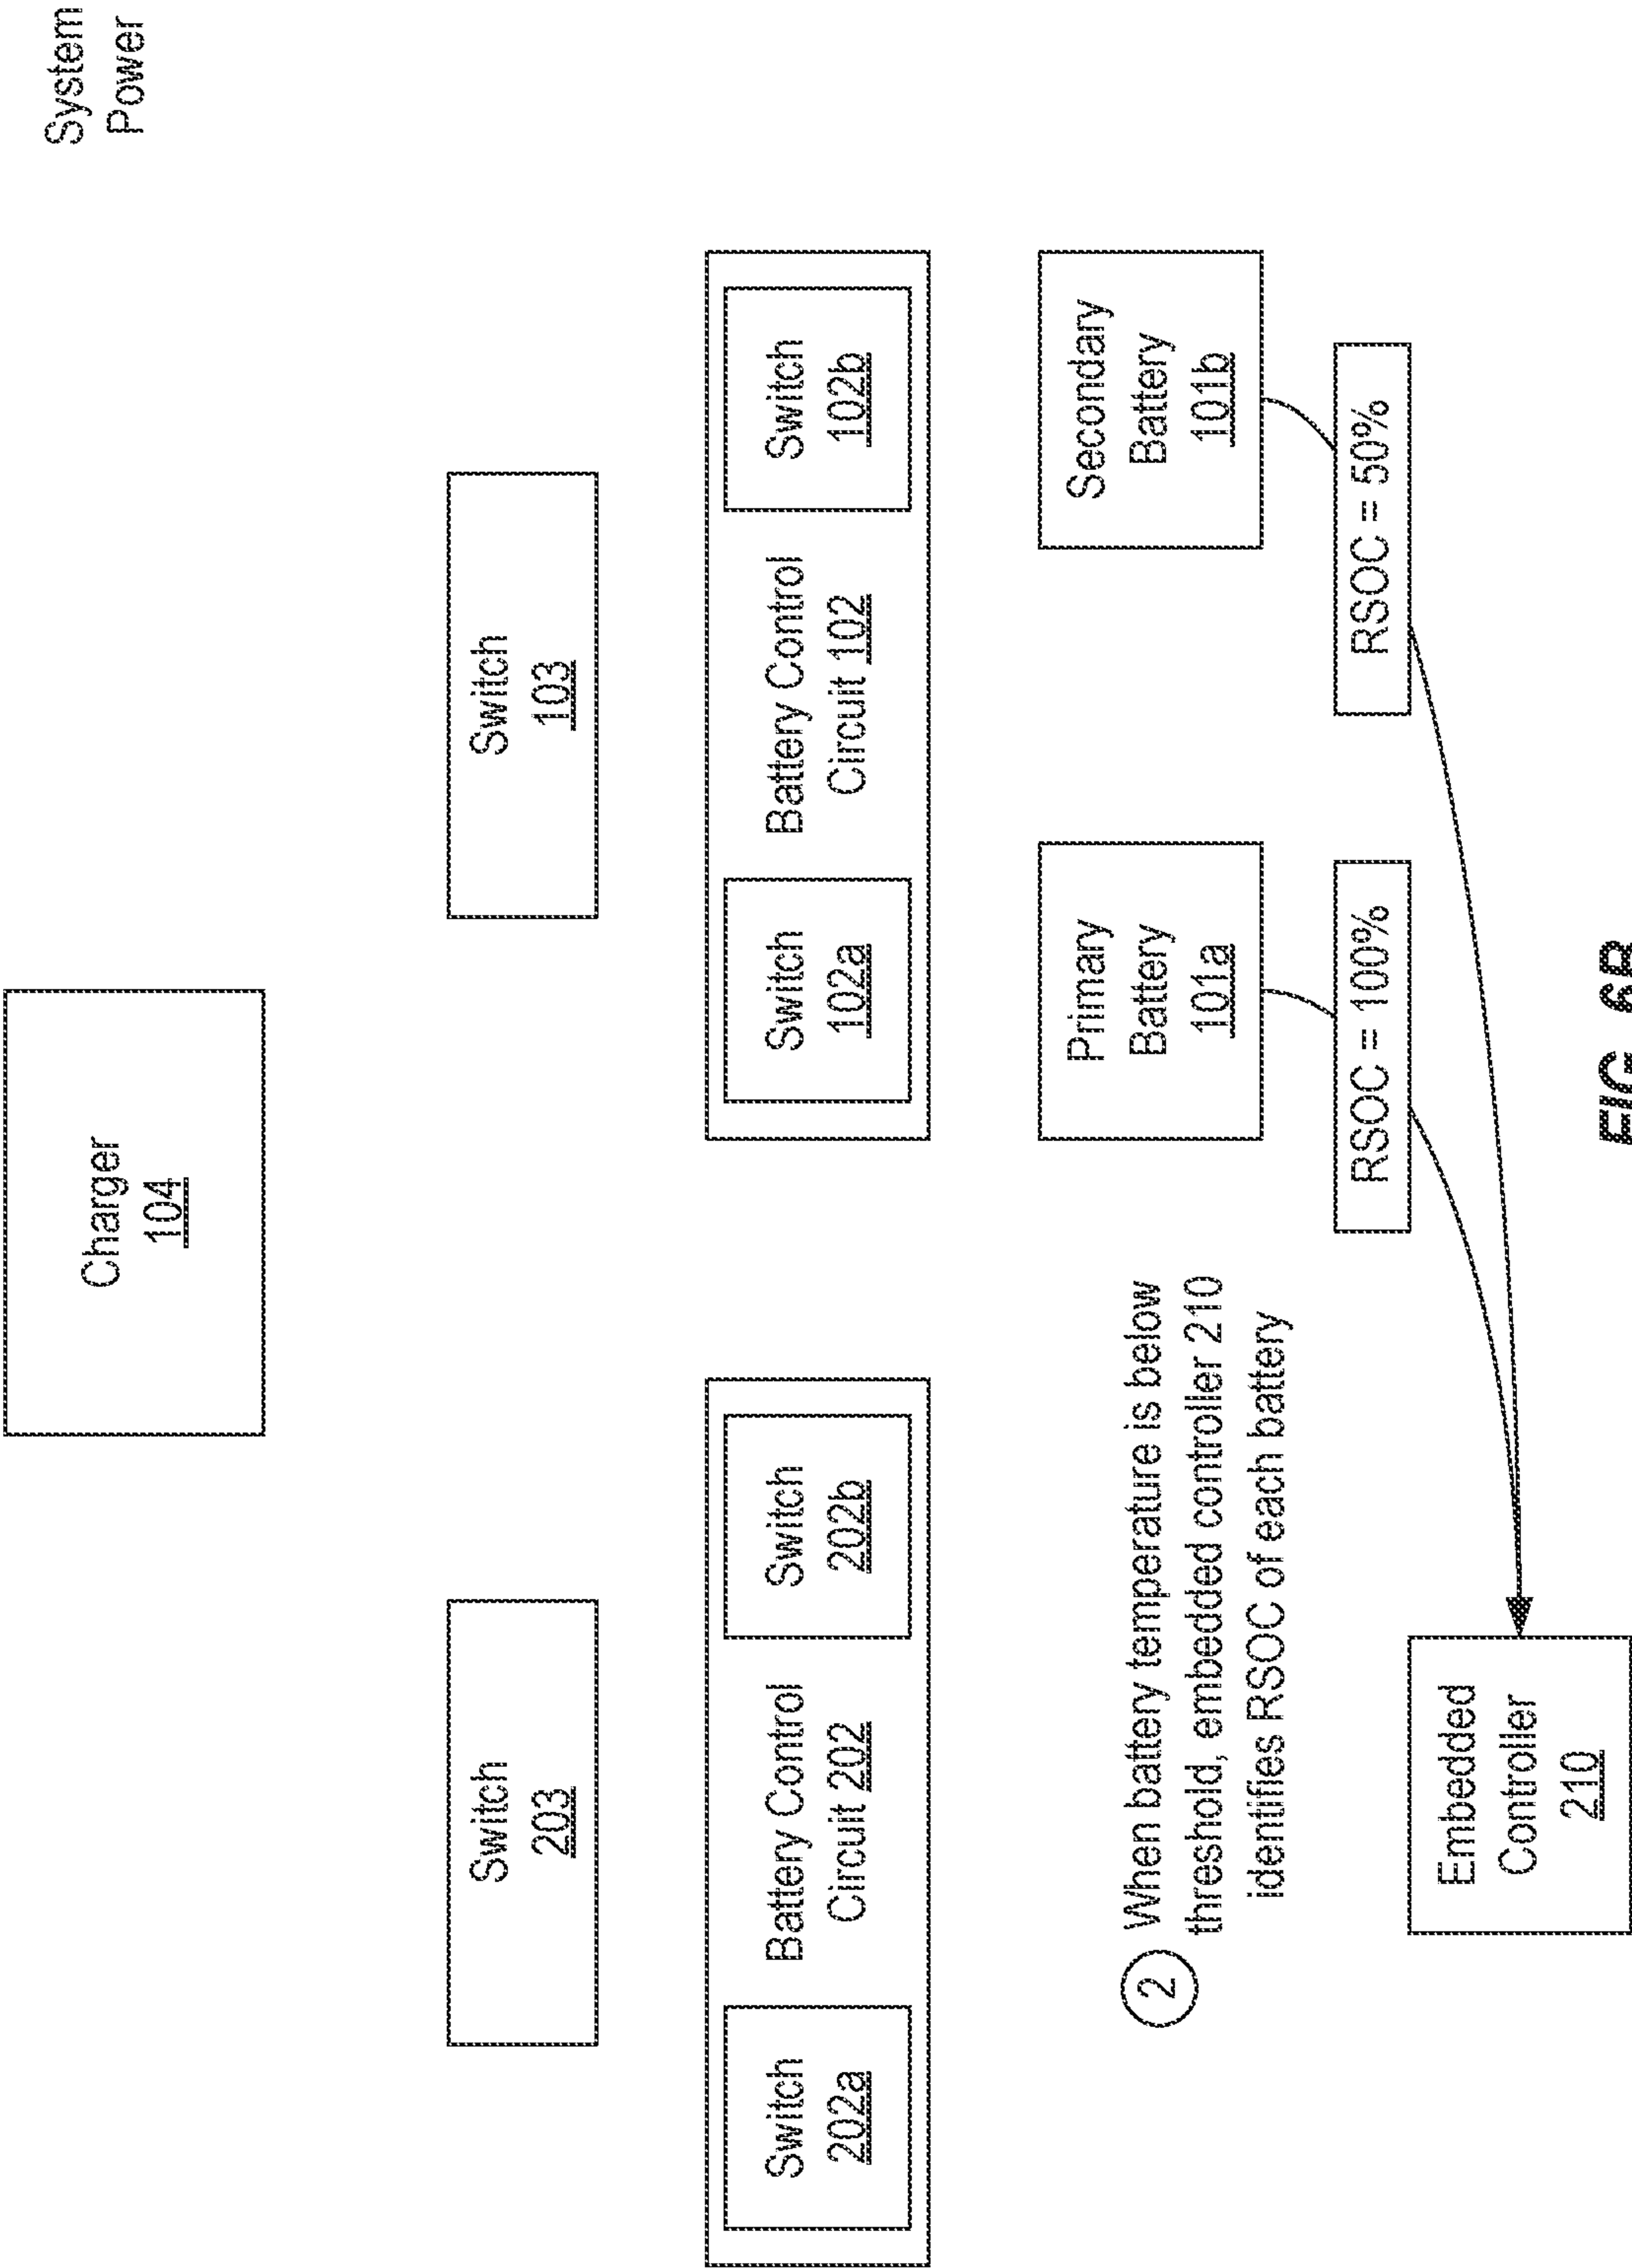 System
Power
Charger
104
Switch
203
Switch
103
Switch
202a
Battery Control
Circuit 202
Switch
202b
Switch
102a
Battery Control
Circuit 102
Switch
102b
2
When battery temperature is below
threshold, embedded controller 210
identifies RSOC of each battery
Primary
Battery
101a
Secondary
Battery
101b
RSOC = 100%
RSOC = 50%
Embedded
Controller
210
FIG. 6B